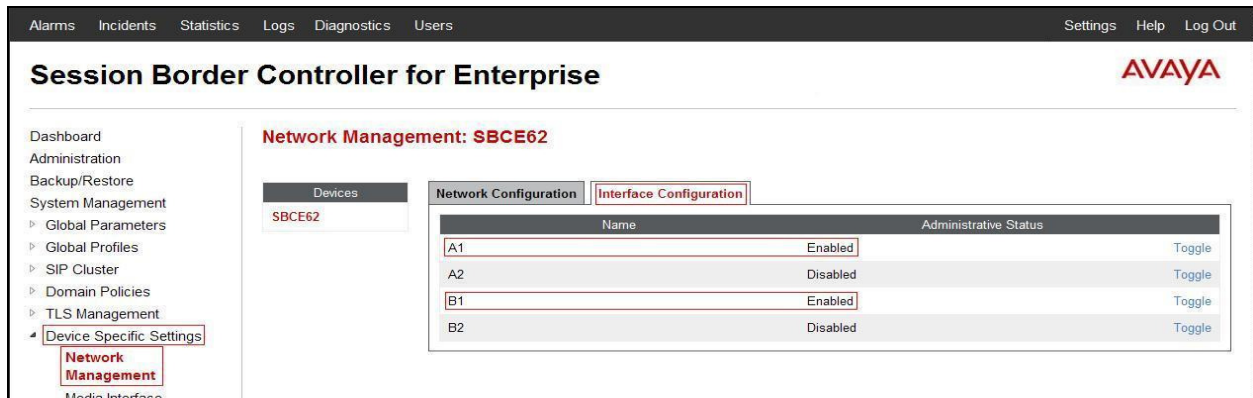 Alarms Incidents Statistics Logs Diagnostics Users Settings Help Log Out
Session Border Controller for Enterprise
AVAYA
Dashboard
Administration
Backup/Restore
System Management
Global Parameters
Global Profiles
SIP Cluster
Domain Policies
TLS Management
Device Specific Settings
Network
Management
Media Interface
Network Management: SBCE62
Devices
SBCE62
Network Configuration Interface Configuration
Name Administrative Status
A1 Enabled Toggle
A2 Disabled Toggle
B1 Enabled Toggle
B2 Disabled Toggle